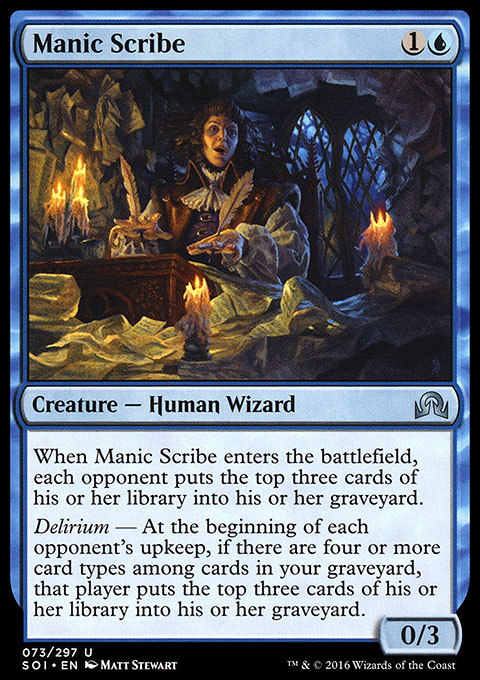 Manic Scribe 1
Creature — Human Wizard
When Manic Scribe enters the battlefield,
each opponent puts the top three cards of
his or her library into his or her graveyard.
Delirium — At the beginning of each
opponent's upkeep, if there are four or more
card types among cards in your graveyard,
that player puts the top three cards of his or
her library into his or her graveyard.
0/3
073/297 U
SOI • EN Matt Stewart
™ & © 2016 Wizards of the Coast